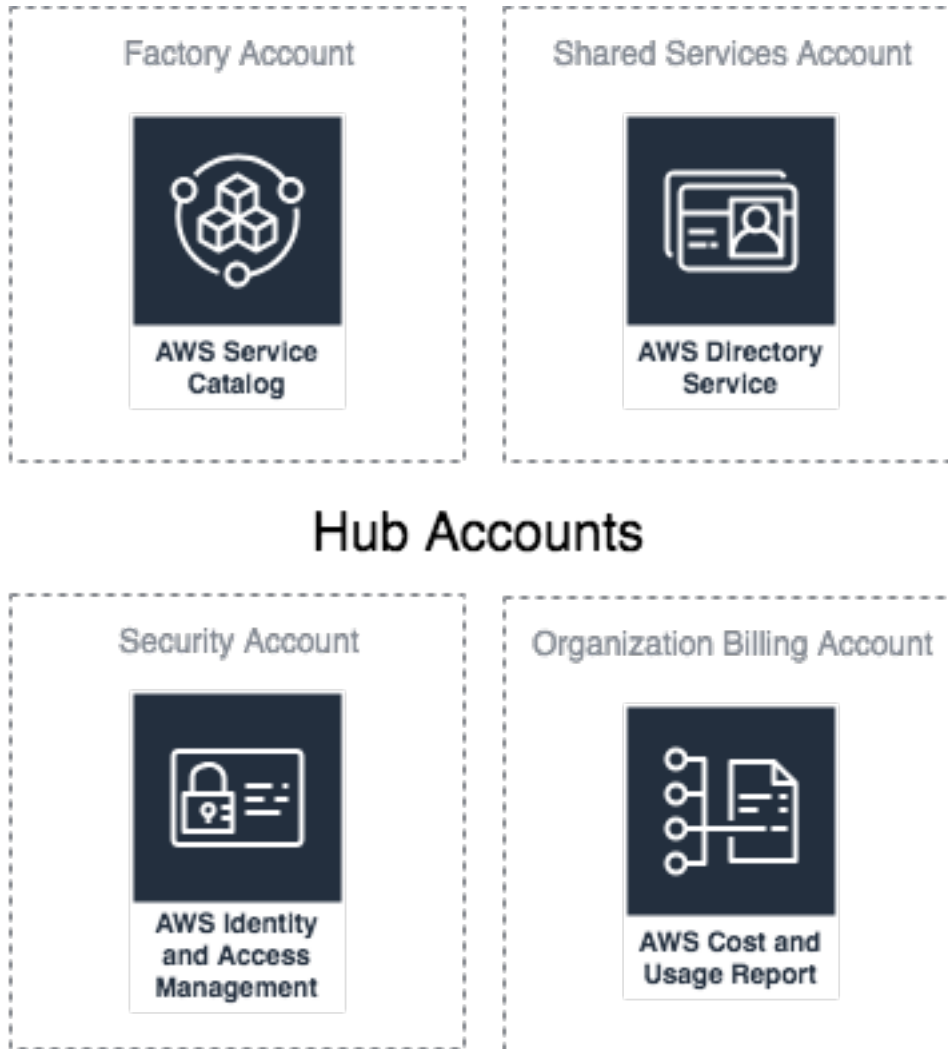 Factory Account
Shared Services Account
AWS Service
Catalog
AWS Directory
Service
Hub Accounts
Security Account
Organization Billing Account
AWS Identity
and Access
Management
AWS Cost and
Usage Report